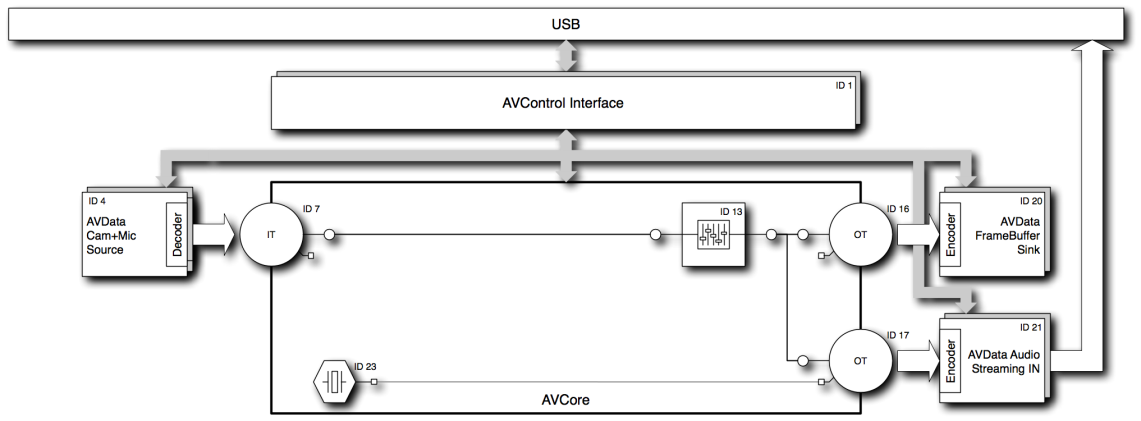 USB
ID 1
AVControl Interface
ID 4
AVData
Cam+Mic
Source
Decoder
IT
ID 7
ID 13
ID 16
OT
Encoder
ID 20
AVData
FrameBuffer
Sink
ID 17
OT
Encoder
ID 21
AVData Audio
Streaming IN
ID 23
AVCore